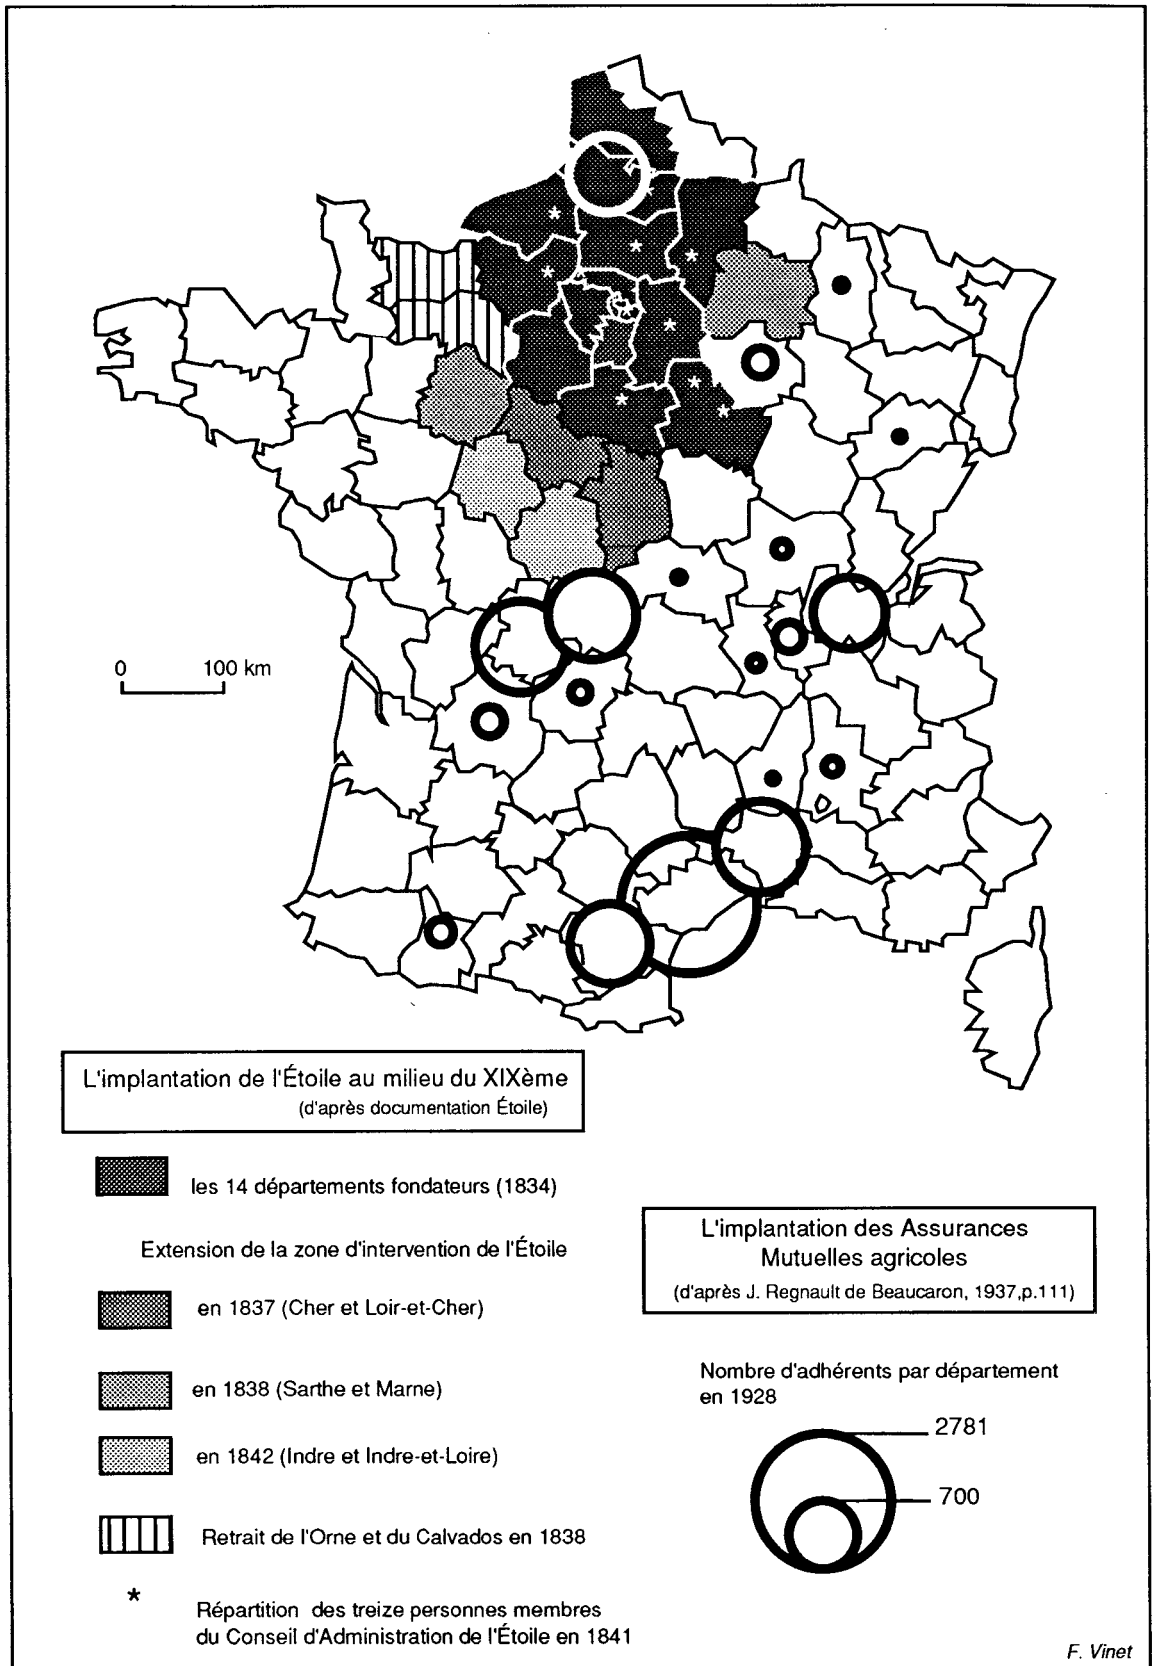 0
100 km
L'implantation de l'Étoile au milieu du XIXème
(d'après documentation Étoile)
les 14 départements fondateurs (1834)
Extension de la zone d'intervention de l'Étoile
en 1837 (Cher et Loir-et-Cher)
en 1838 (Sarthe et Marne)
en 1842 (Indre et Indre-et-Loire)
Retrait de l'Orne et du Calvados en 1838
* Répartition des treize personnes membres
du Conseil d'Administration de l'Étoile en 1841
L'implantation des Assurances
Mutuelles agricoles
(d'après J. Regnault de Beaucaron, 1937,p.111)
Nombre d'adhérents par département
en 1928
2781
700
F. Vinet